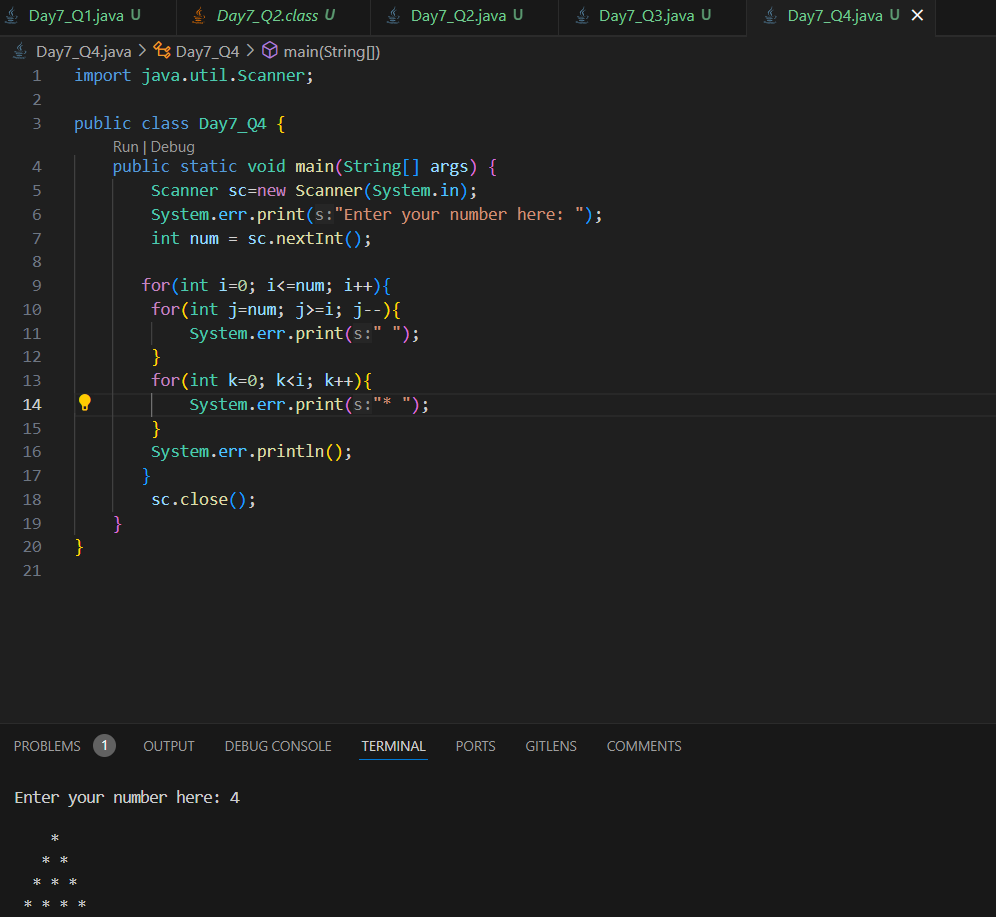 Day7_Q1.java U Day7_Q2.class U Day7_Q2.java U Day7_Q3.java U Day7_Q4.java U ×
Day7_Q4.java > Day7_Q4 > main(String[])
1 import java.util.Scanner;
2
3 public class Day7_Q4 {
Run | Debug
4 public static void main(String[] args) {
5 Scanner sc=new Scanner(System.in);
6 System.err.print(s:"Enter your number here: ");
7 int num = sc.nextInt();
8
9 for(int i=0; i<=num; i++){
10 for(int j=num; j>=i; j--){
11 System.err.print(s:" ");
12 }
13 for(int k=0; k<i; k++){
14 System.err.print(s:"* ");
15 }
16 System.err.println();
17 }
18 sc.close();
19 }
20 }
21
PROBLEMS 1 OUTPUT DEBUG CONSOLE TERMINAL PORTS GITLENS COMMENTS
Enter your number here: 4
*
* *
* * *
* * * *